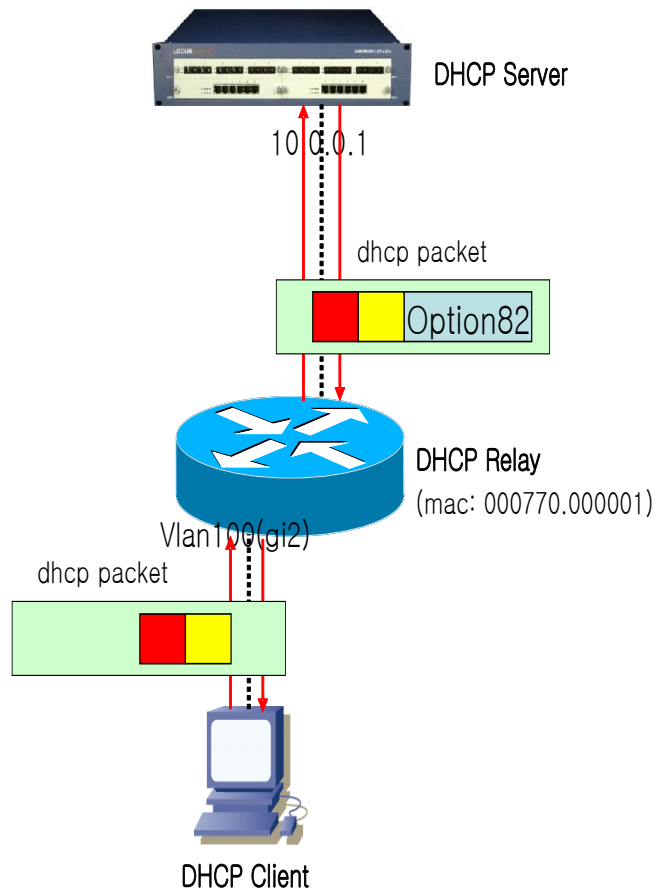 DHCP Server
10.0.0.1
dhcp packet
Option82
DHCP Relay
(mac: 000770.000001)
Vlan100(gi2)
dhcp packet
DHCP Client